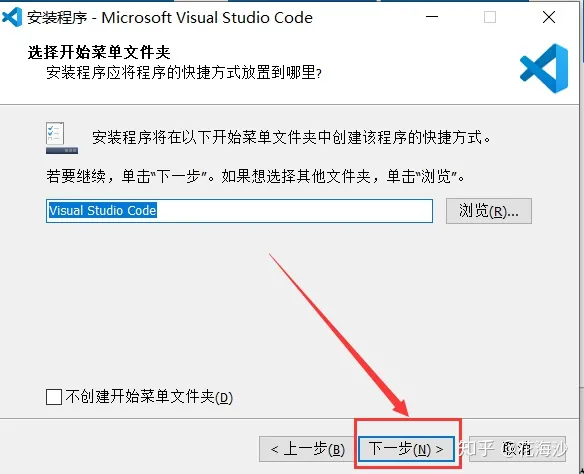 安装程序 - Microsoft Visual Studio Code
选择开始菜单文件夹
安装程序应将程序的快捷方式放置到哪里?
安装程序将在以下开始菜单文件夹中创建该程序的快捷方式。
若要继续，单击“下一步”。如果想选择其他文件夹，单击“浏览”。
Visual Studio Code
浏览(R)...
不创建开始菜单文件夹(D)
< 上一步(B)
下一步(N) >
取消
知乎